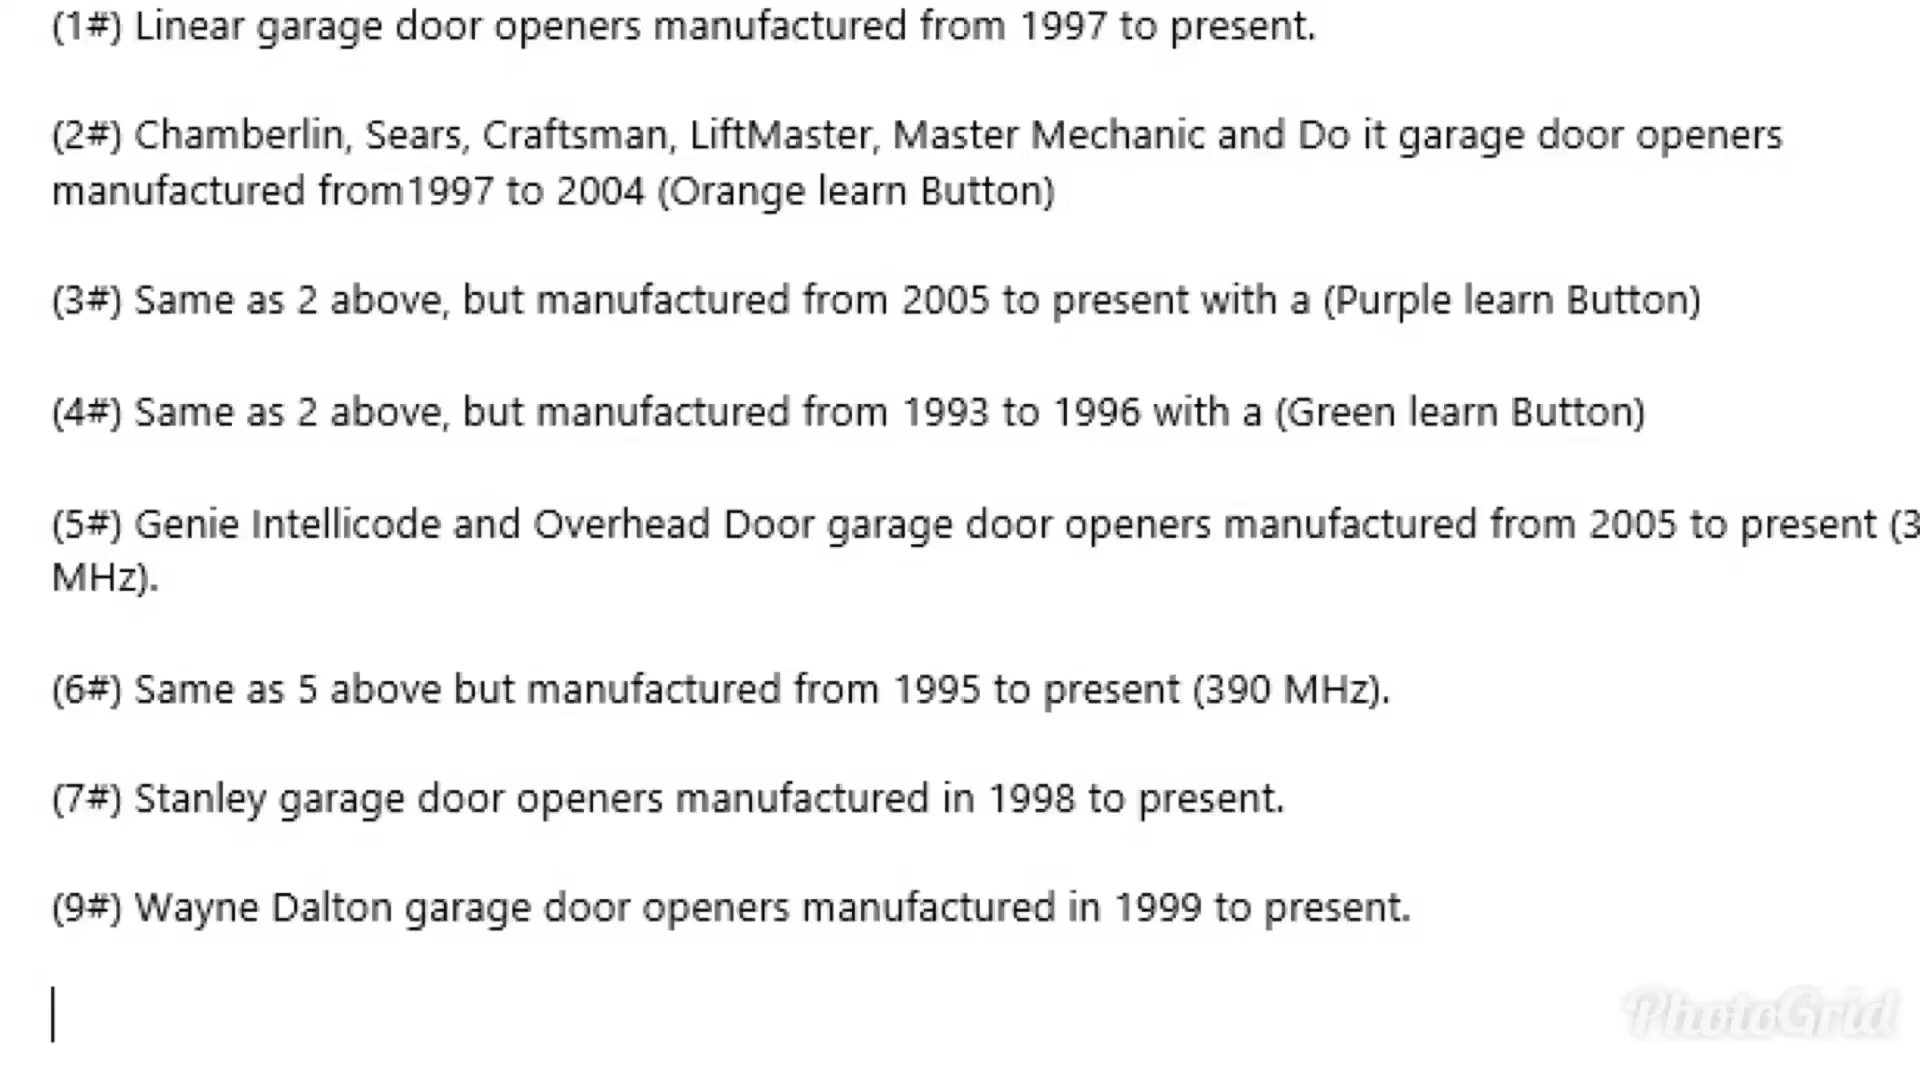 (1#) Linear garage door openers manufactured from 1997 to present.
(2#) Chamberlin, Sears, Craftsman, LiftMaster, Master Mechanic and Do it garage door openers
manufactured from1997 to 2004 (Orange learn Button)
(3#) Same as 2 above, but manufactured from 2005 to present with a (Purple learn Button)
(4#) Same as 2 above, but manufactured from 1993 to 1996 with a (Green learn Button)
(5#) Genie Intellicode and Overhead Door garage door openers manufactured from 2005 to present (3
MHz).
(6#) Same as 5 above but manufactured from 1995 to present (390 MHz).
(7#) Stanley garage door openers manufactured in 1998 to present.
(9#) Wayne Dalton garage door openers manufactured in 1999 to present.
PhotoGrid